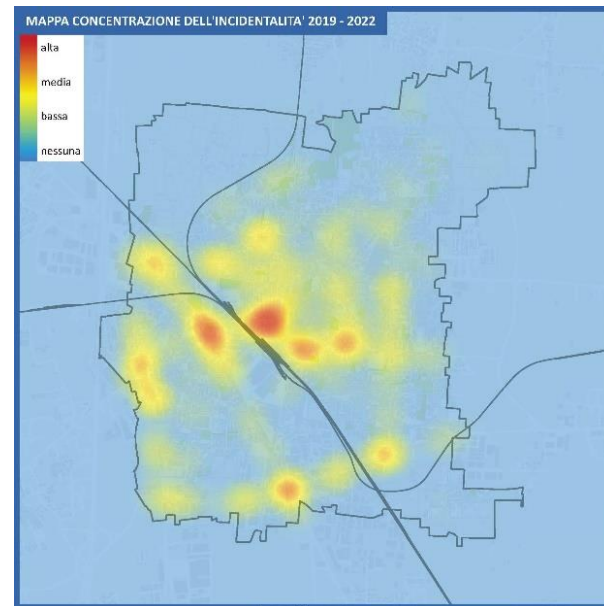 MAPPA CONCENTRAZIONE DELL'INCIDENTALITA' 2019 - 2022
alta
media
bassa
nessuna